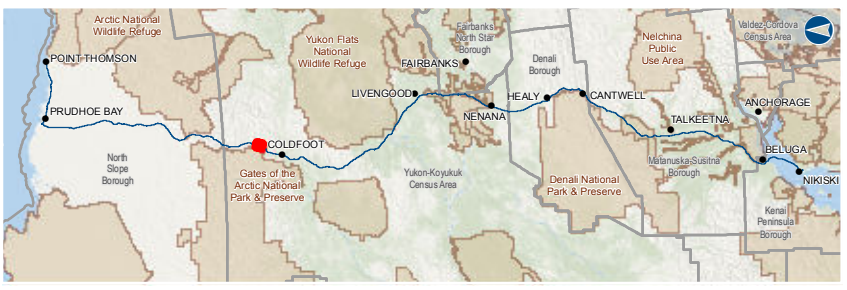 Arctic National
Wildlife Refuge
POINT THOMSON
PRUDHOE BAY
North
Slope
Borough
COLDFOOT
Gates of the
Arctic National
Park & Preserve
Yukon Flats
National
Wildlife Refuge
LIVENGOOD
FAIRBANKS
Fairbanks
North Star
Borough
NENANA
Yukon-Koyukuk
Census Area
HEALY
Denali
Borough
CANTWELL
Denali National
Park & Preserve
Nelchina
Public
Use Area
TALKEETNA
Matanuska-Susitna
Borough
Valdez-Cordova
Census Area
ANCHORAGE
BELUGA
NIKISKI
Kenai
Peninsula
Borough